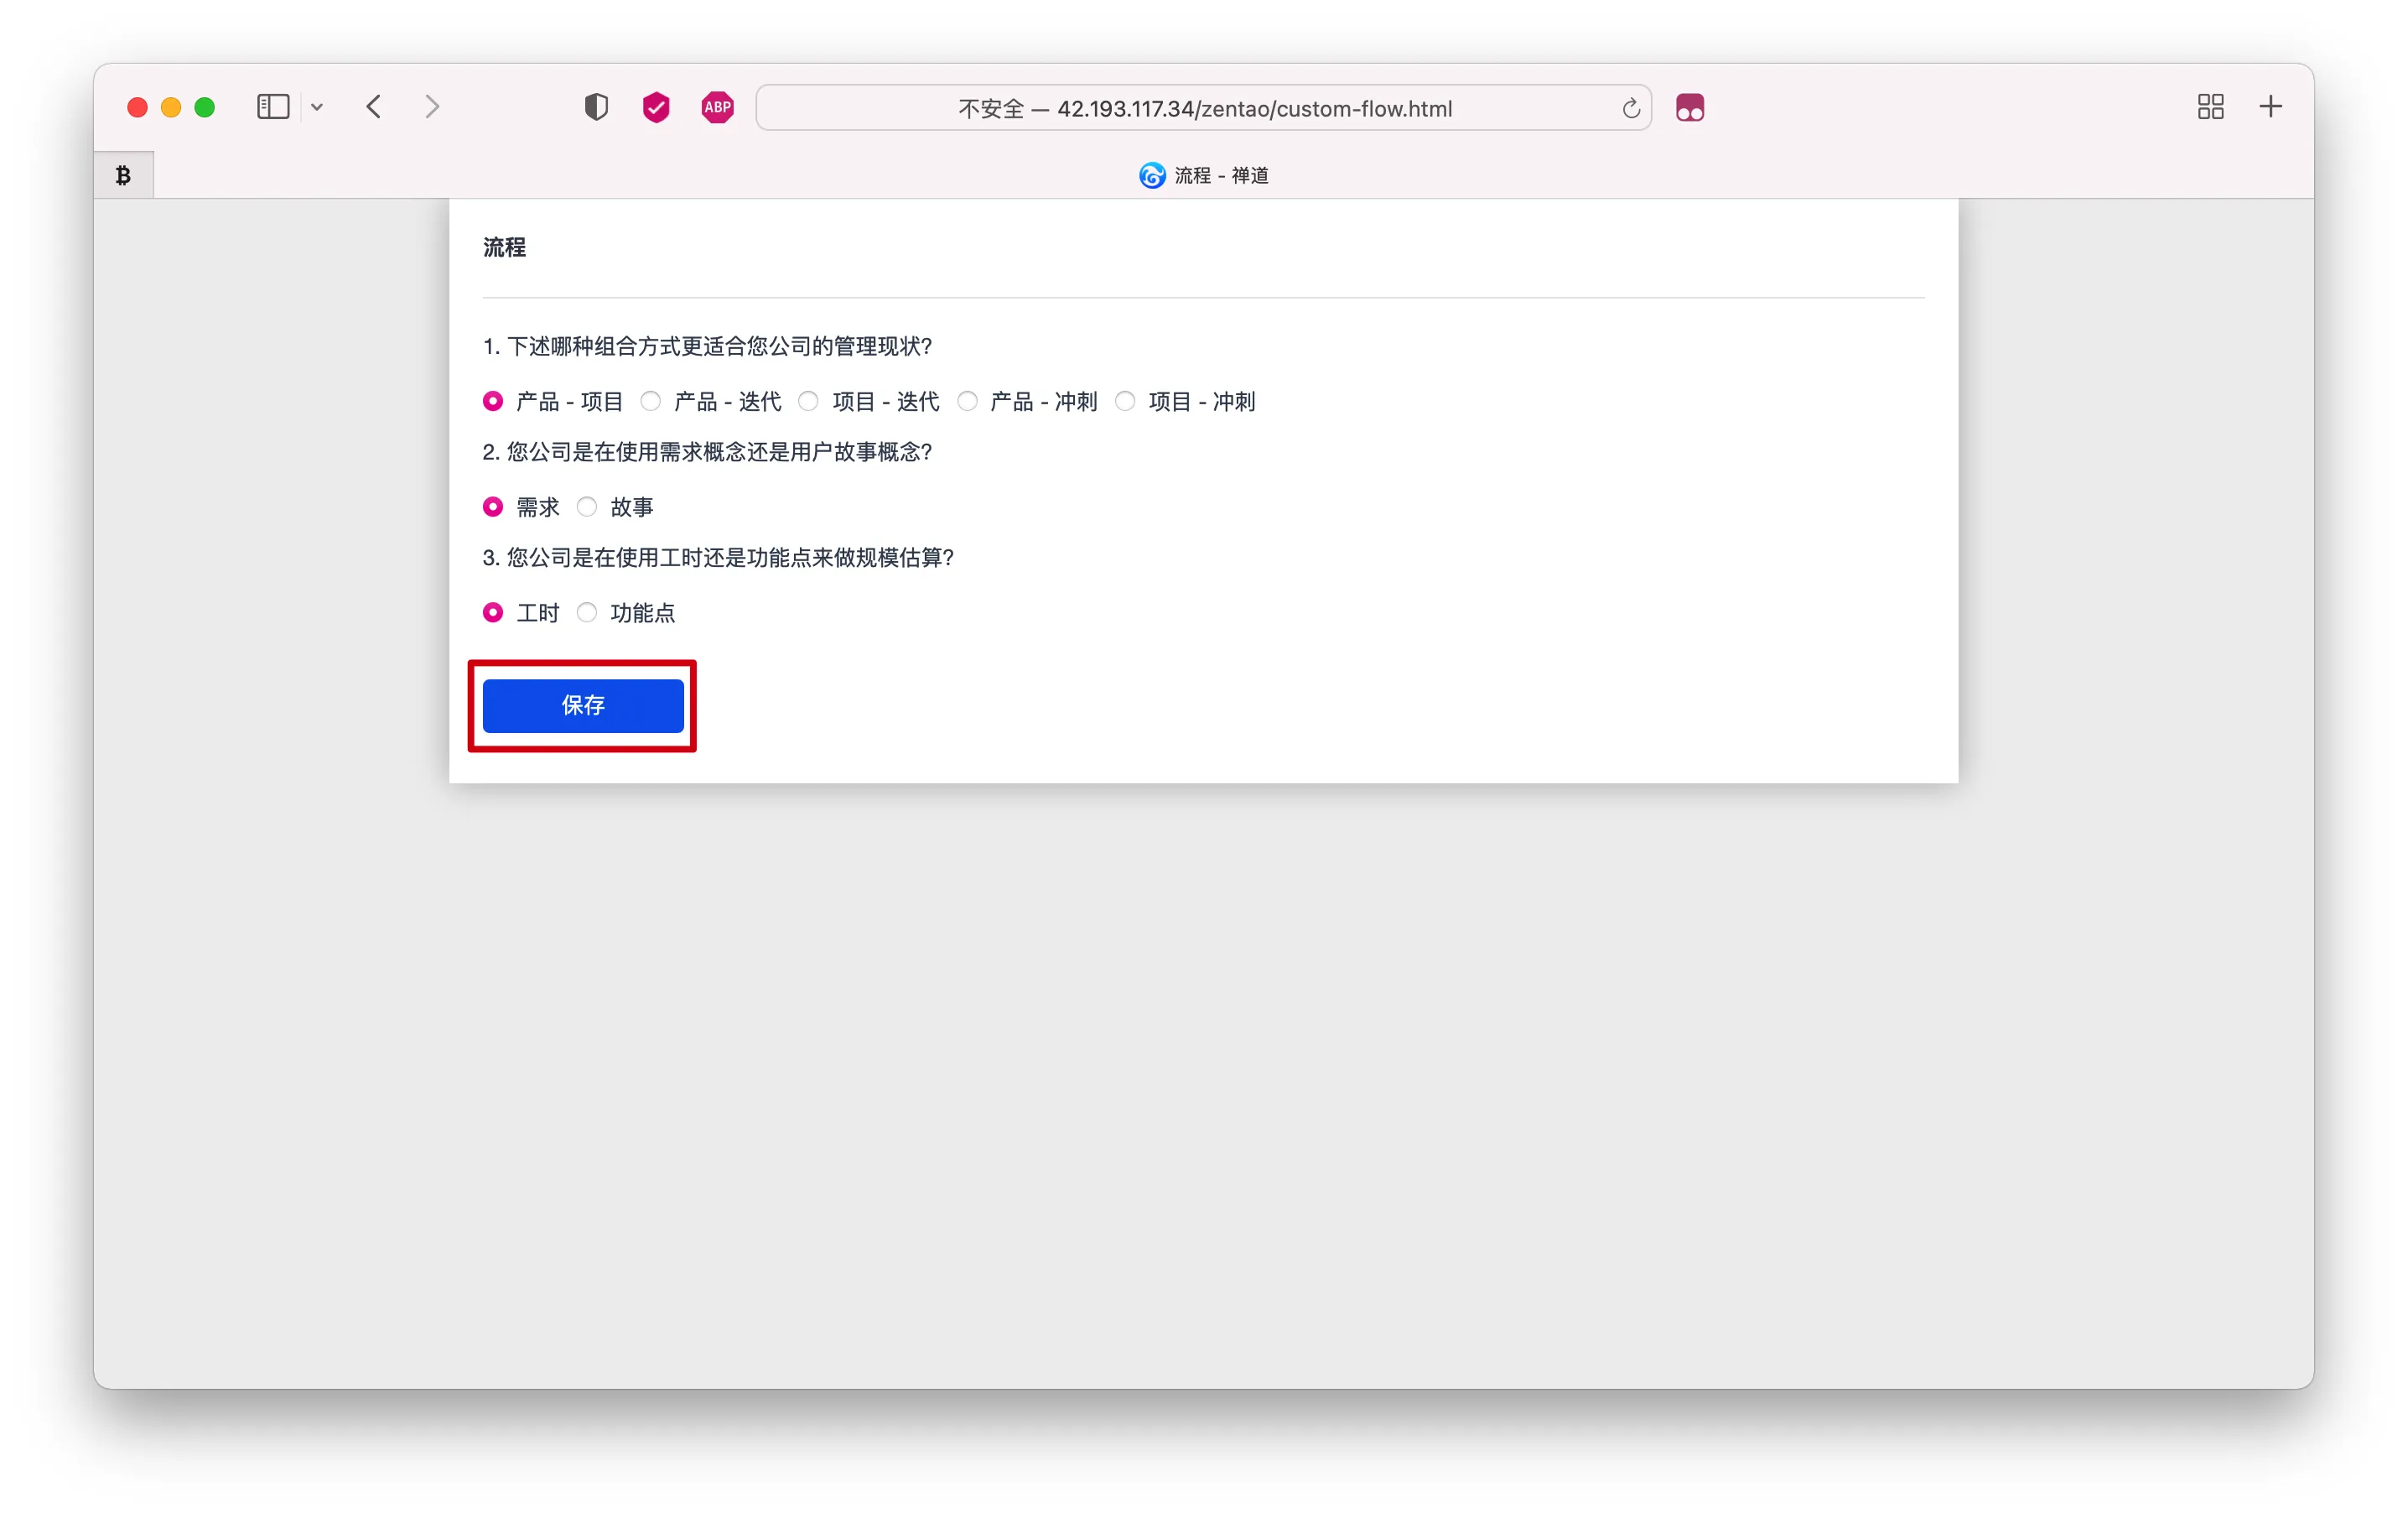 ABP
不安全 — 42.193.117.34/zentao/custom-flow.html
流程 - 禅道
流程
1. 下述哪种组合方式更适合您公司的管理现状?
产品 - 项目 产品 - 迭代 项目 - 迭代 产品 - 冲刺 项目 - 冲刺
2. 您公司是在使用需求概念还是用户故事概念?
需求 故事
3. 您公司是在使用工时还是功能点来做规模估算?
工时 功能点
保存